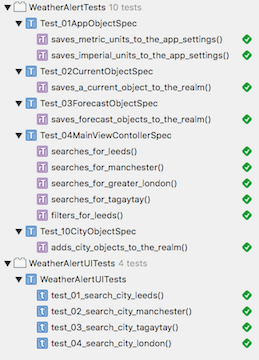 WeatherAlertTests 10 tests
Test_01AppObjectSpec
saves_metric_units_to_the_app_settings()
saves_imperial_units_to_the_app_settings()
Test_02CurrentObjectSpec
saves_a_current_object_to_the_realm()
Test_03ForecastObjectSpec
saves_forecast_objects_to_the_realm()
Test_04MainViewContollerSpec
searches_for_leeds()
searches_for_manchester()
searches_for_greater_london()
searches_for_tagaytay()
filters_for_leeds()
Test_10CityObjectSpec
adds_city_objects_to_the_realm()
WeatherAlertUITests 4 tests
WeatherAlertUITests
test_01_search_city_leeds()
test_02_search_city_manchester()
test_03_search_city_tagaytay()
test_04_search_city_london()